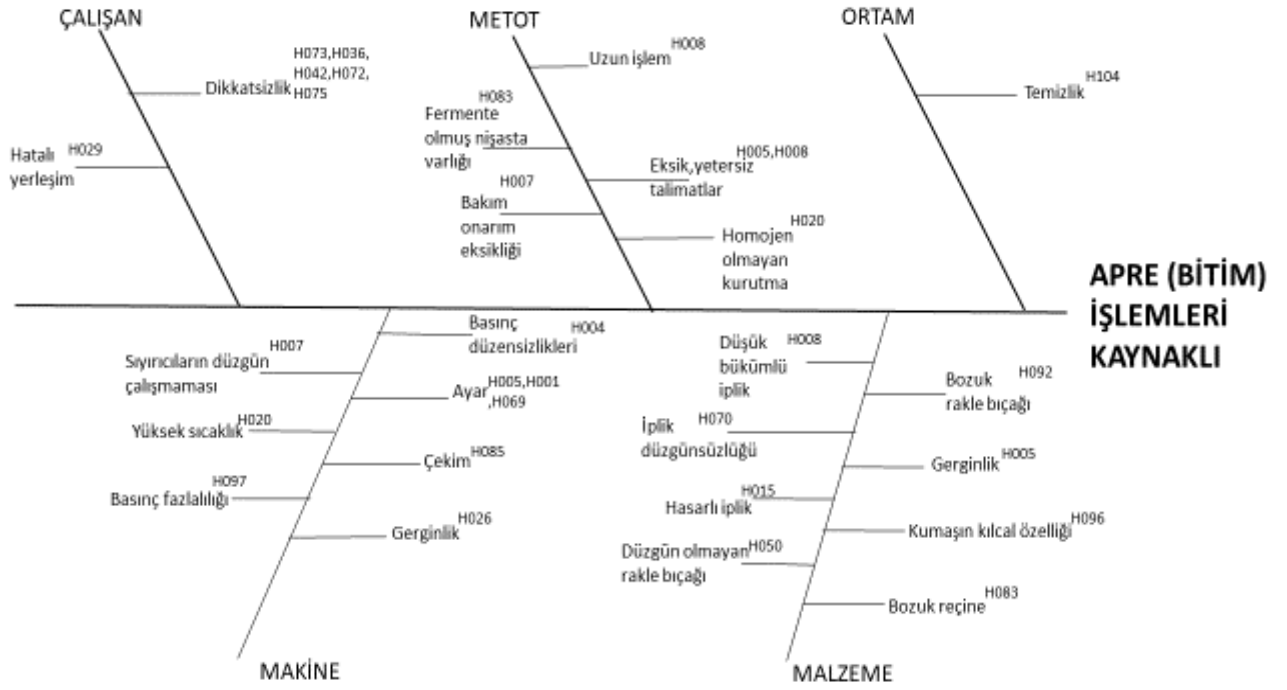 ÇALIŞAN
H073,H036,
H042,H072,
Dikkatsizlik H075
Hatalı H029
yerleşim
METOT
Uzun işlem H008
H083
Fermente
olmuş nişasta
varlığı
H005,H008
Eksik,yetersiz
talimatlar
H007
Bakım
onarım
eksikliği
H020
Homojen
olmayan
kurutma
ORTAM
Temizlik H104
APRE (BİTİM)
İŞLEMLERİ
KAYNAKLI
Basınç
düzensizlikleri H004
H007
Sıyırıcıların düzgün
çalışmaması
Ayar H005,H001
,H069
Yüksek sıcaklık H020
Çekim H085
H097
Basınç fazlalılığı
Gerginlik H026
MAKİNE
Düşük H008
bükümlü
iplik
Bozuk H092
rakle bıçağı
İplik H070
düzgünsüzlüğü
Gerginlik H005
H015
Hasarlı iplik
Kumaşın kılcal özelliği H096
Düzgün olmayan H050
rakle bıçağı
Bozuk reçine H083
MALZEME